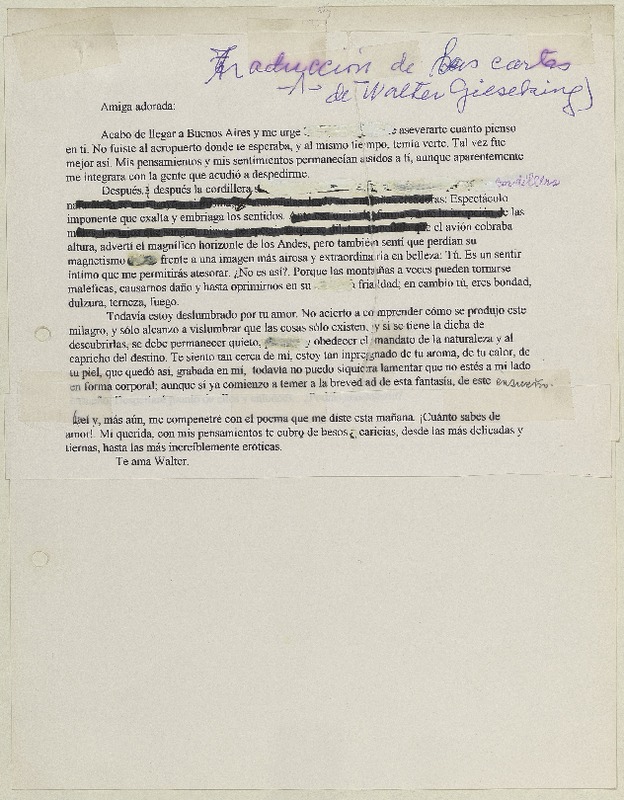 Traducción de las cartas
-1- de Walter Gieseking)
Amiga adorada:
Acabo de llegar a Buenos Aires y me urge aseverarte cuanto pienso
en ti. No fuiste al aeropuerto donde te esperaba, y al mismo tiempo, temía verte. Tal vez fue
mejor así. Mis pensamientos y mis sentimientos permanecían asidos a ti, aunque aparentemente
me integrara con la gente que acudió a despedirme.
Después, después la cordillera cordillera
Espectáculo
imponente que exalta y embriaga los sentidos. de las
el avión cobraba
altura, advertí el magnífico horizonte de los Andes, pero también sentí que perdían su
magnetismo frente a una imagen más airosa y extraordinaria en belleza: Tú. Es un sentir
íntimo que me permitirás atesorar. ¿No es así?. Porque las montañas a veces pueden tornarse
maleficas, causarnos daño y hasta oprimirnos en su frialdad; en cambio tú, eres bondad,
dulzura, terneza, fuego.
Todavía estoy deslumbrado por tu amor. No acierto a comprender cómo se produjo este
milagro, y sólo alcanzo a vislumbrar que las cosas sólo existen, y si se tiene la dicha de
descubrirlas, se debe permanecer quieto, y obedecer el mandato de la naturaleza y al
capricho del destino. Te siento tan cerca de mi, estoy tan inpregnado de tu aroma, de tu calor, de
tu piel, que quedó así, grabada en mi, todavía no puedo siquiera lamentar que no estés a mi lado
en forma corporal; aunque si ya comienzo a temer a la brevedad de esta fantasía, de este
Leí y, más aún, me compenetré con el poema que me diste esta mañana. ¡Cuánto sabes de
amor!. Mi querida, con mis pensamientos te cubro de besos, caricias, desde las más delicadas y
tiernas, hasta las más increíblemente eróticas.
Te ama Walter.